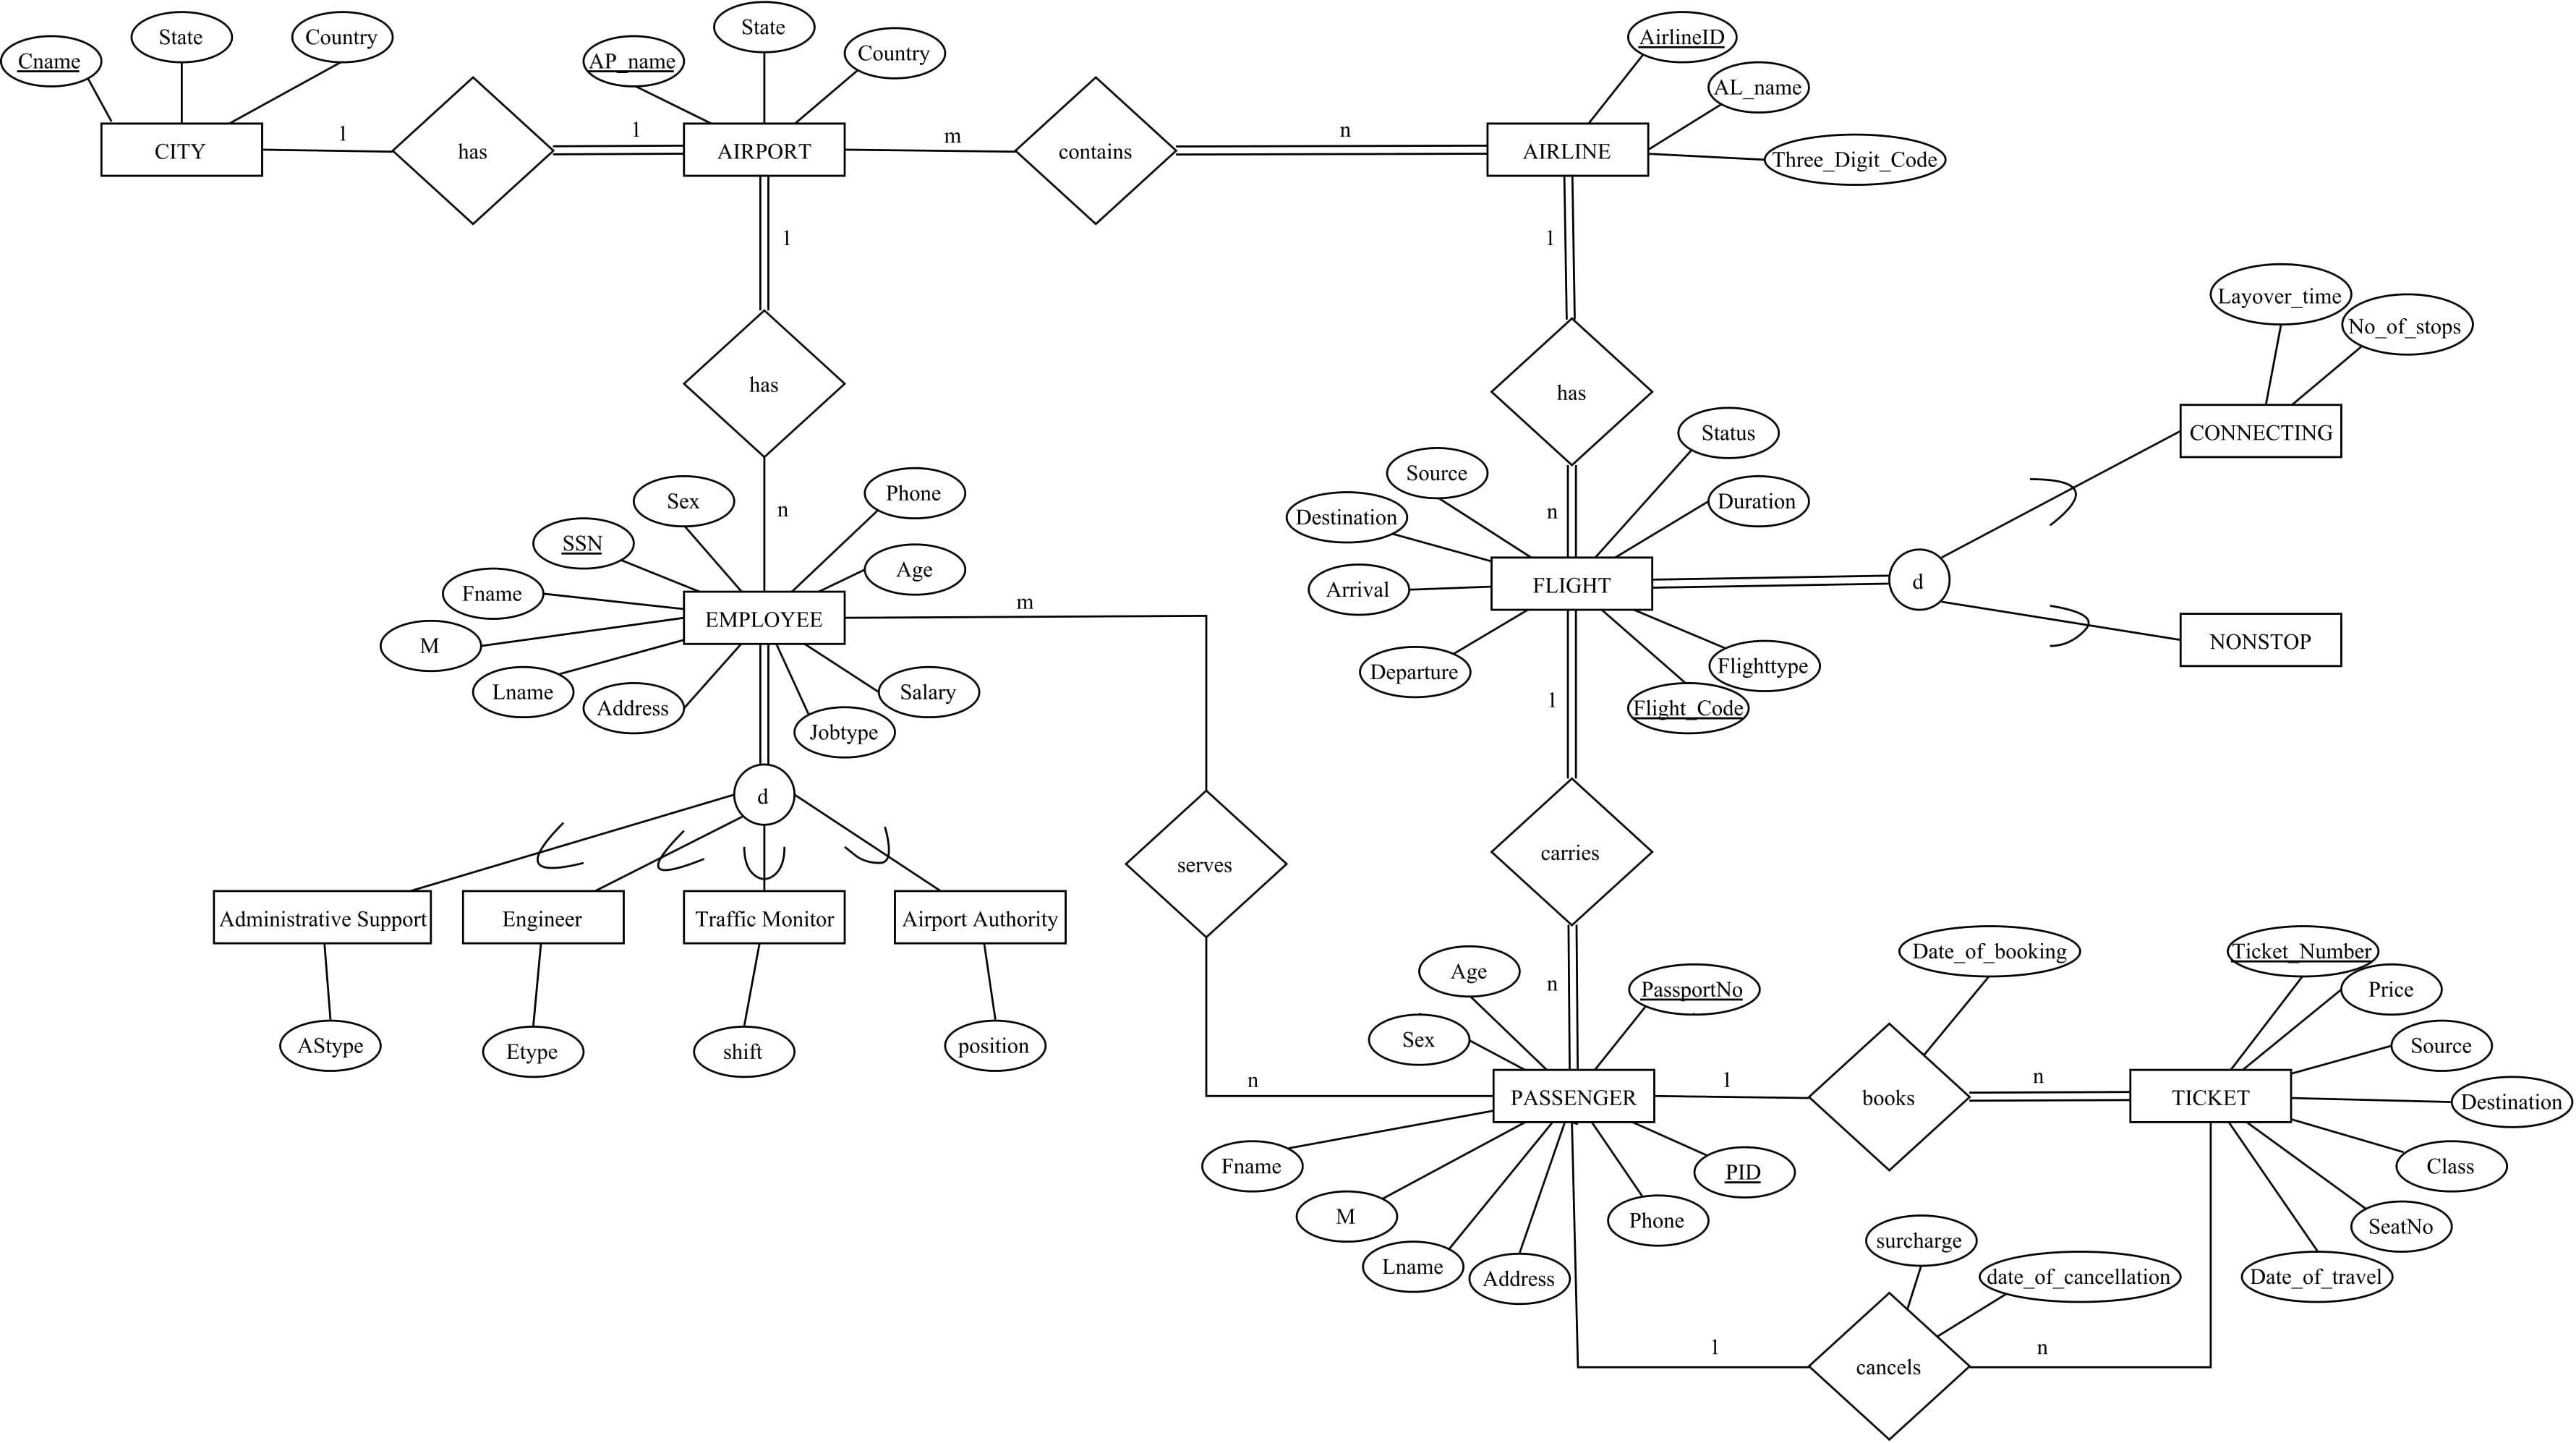 State
Country
Cname
State
AP_name
Country
AirlineID
AL_name
Three_Digit_Code
CITY
1
has
1
AIRPORT
m
contains
n
AIRLINE
1
1
Layover_time
No_of_stops
has
has
CONNECTING
Status
Source
Duration
Destination
n
n
Sex
Phone
SSN
Age
Fname
M
Lname
Address
EMPLOYEE
Salary
Jobtype
m
Arrival
FLIGHT
d
NONSTOP
Departure
Flighttype
Flight_Code
1
d
carries
serves
Administrative Support
Engineer
Traffic Monitor
Airport Authority
AStype
Etype
shift
position
Age
n
PassportNo
Sex
Date_of_booking
Ticket_Number
Price
Source
n
PASSENGER
1
books
n
TICKET
Destination
Fname
M
Lname
Address
Phone
PID
Class
SeatNo
Date_of_travel
surcharge
date_of_cancellation
1
cancels
n